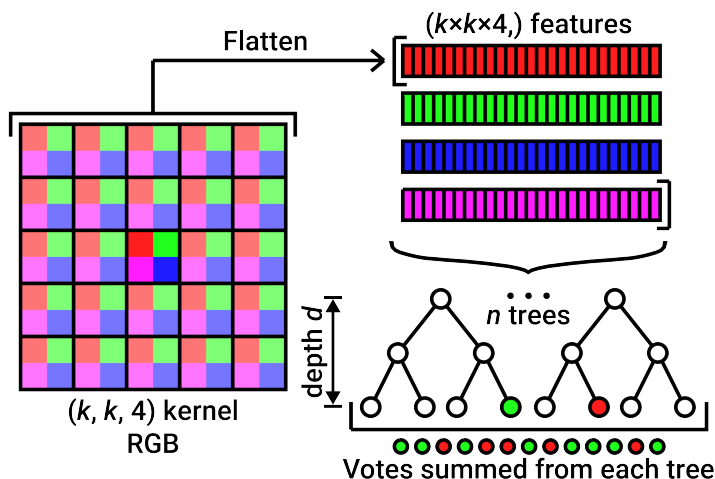 (k×k×4,) features
Flatten
(k, k, 4) kernel
RGB
n trees
depth d
Votes summed from each tree